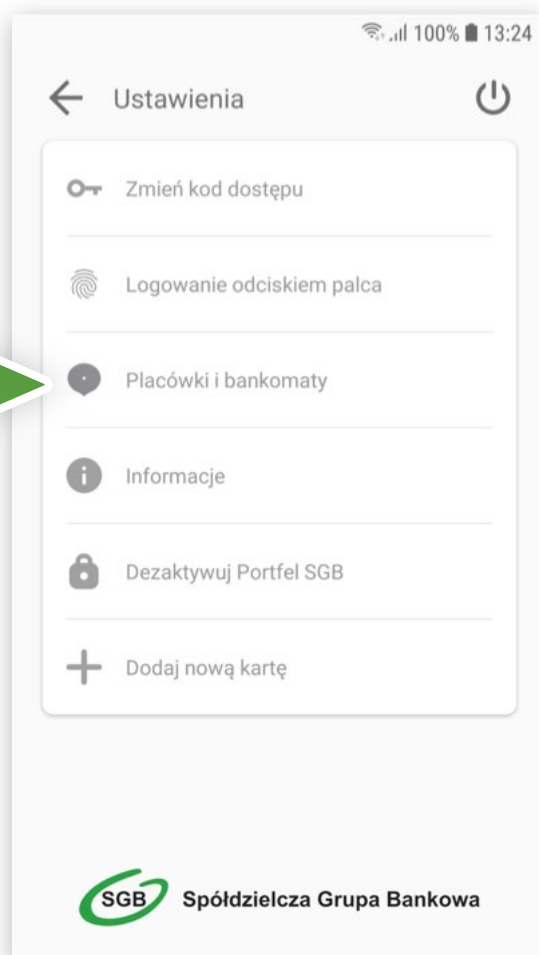 100% 13:24
Ustawienia
Zmień kod dostępu
Logowanie odciskiem palca
Placówki i bankomaty
Informacje
Dezaktywuj Portfel SGB
Dodaj nową kartę
SGB Spółdzielcza Grupa Bankowa